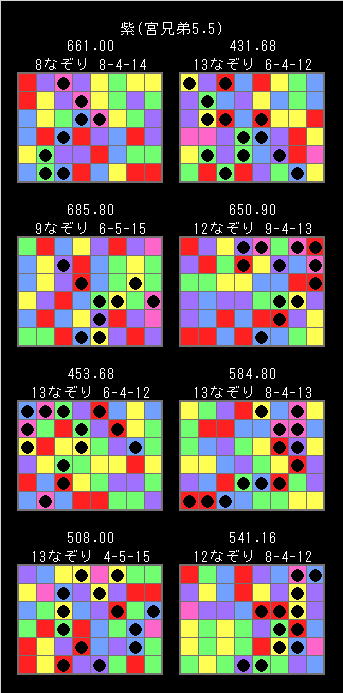 紫(宮兄弟5.5)
661.00
8なぞり 8-4-14
431.68
13なぞり 6-4-12
685.80
9なぞり 6-5-15
650.90
12なぞり 9-4-13
453.68
13なぞり 6-4-12
584.80
13なぞり 8-4-13
508.00
13なぞり 4-5-15
541.16
12なぞり 8-4-12